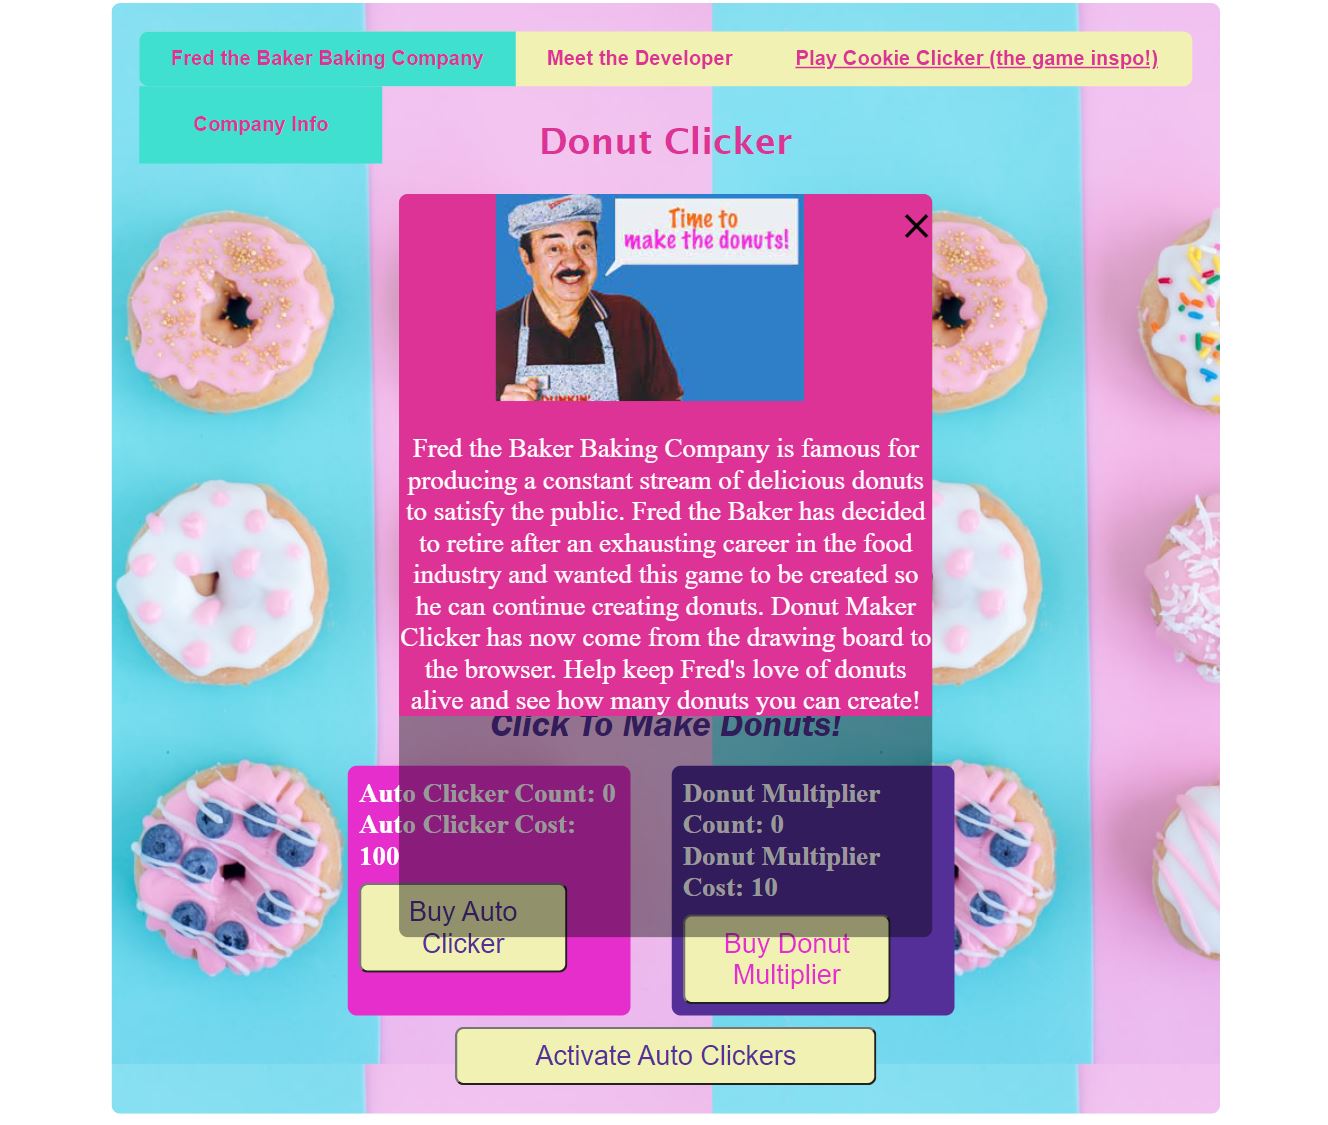 Fred the Baker Baking Company
Meet the Developer
Play Cookie Clicker (the game inspo!)
Company Info
Donut Clicker
Time to
make the donuts!
DUNKIN'
Fred the Baker Baking Company is famous for
producing a constant stream of delicious donuts
to satisfy the public. Fred the Baker has decided
to retire after an exhausting career in the food
industry and wanted this game to be created so
he can continue creating donuts. Donut Maker
Clicker has now come from the drawing board to
the browser. Help keep Fred's love of donuts
alive and see how many donuts you can create!
Click To Make Donuts!
Auto Clicker Count: 0
Auto Clicker Cost:
100
Buy Auto
Clicker
Donut Multiplier
Count: 0
Donut Multiplier
Cost: 10
Buy Donut
Multiplier
Activate Auto Clickers